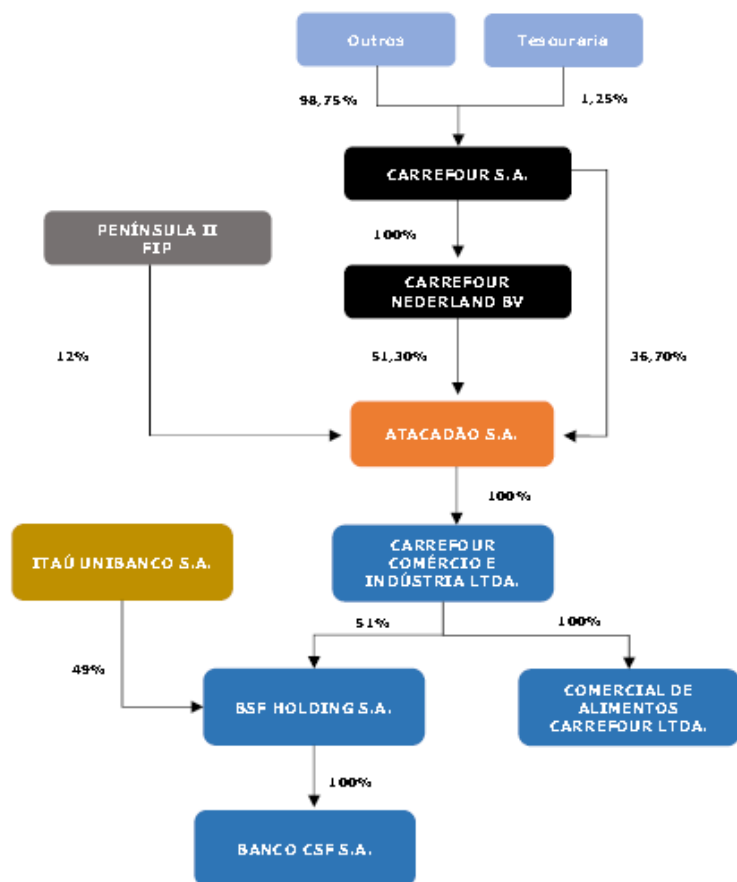 Outros
Tesouraria
98,75%
1,25%
CARREFOUR S.A.
PENÍNSULA II
FIP
100%
CARREFOUR
NEDERLAND BV
12%
51,30%
36,70%
ATACADÃO S.A.
100%
ITAÚ UNIBANCO S.A.
CARREFOUR
COMÉRCIO E
INDÚSTRIA LTDA.
51%
100%
49%
BSF HOLDING S.A.
COMERCIAL DE
ALIMENTOS
CARREFOUR LTDA.
100%
BANCO CSF S.A.